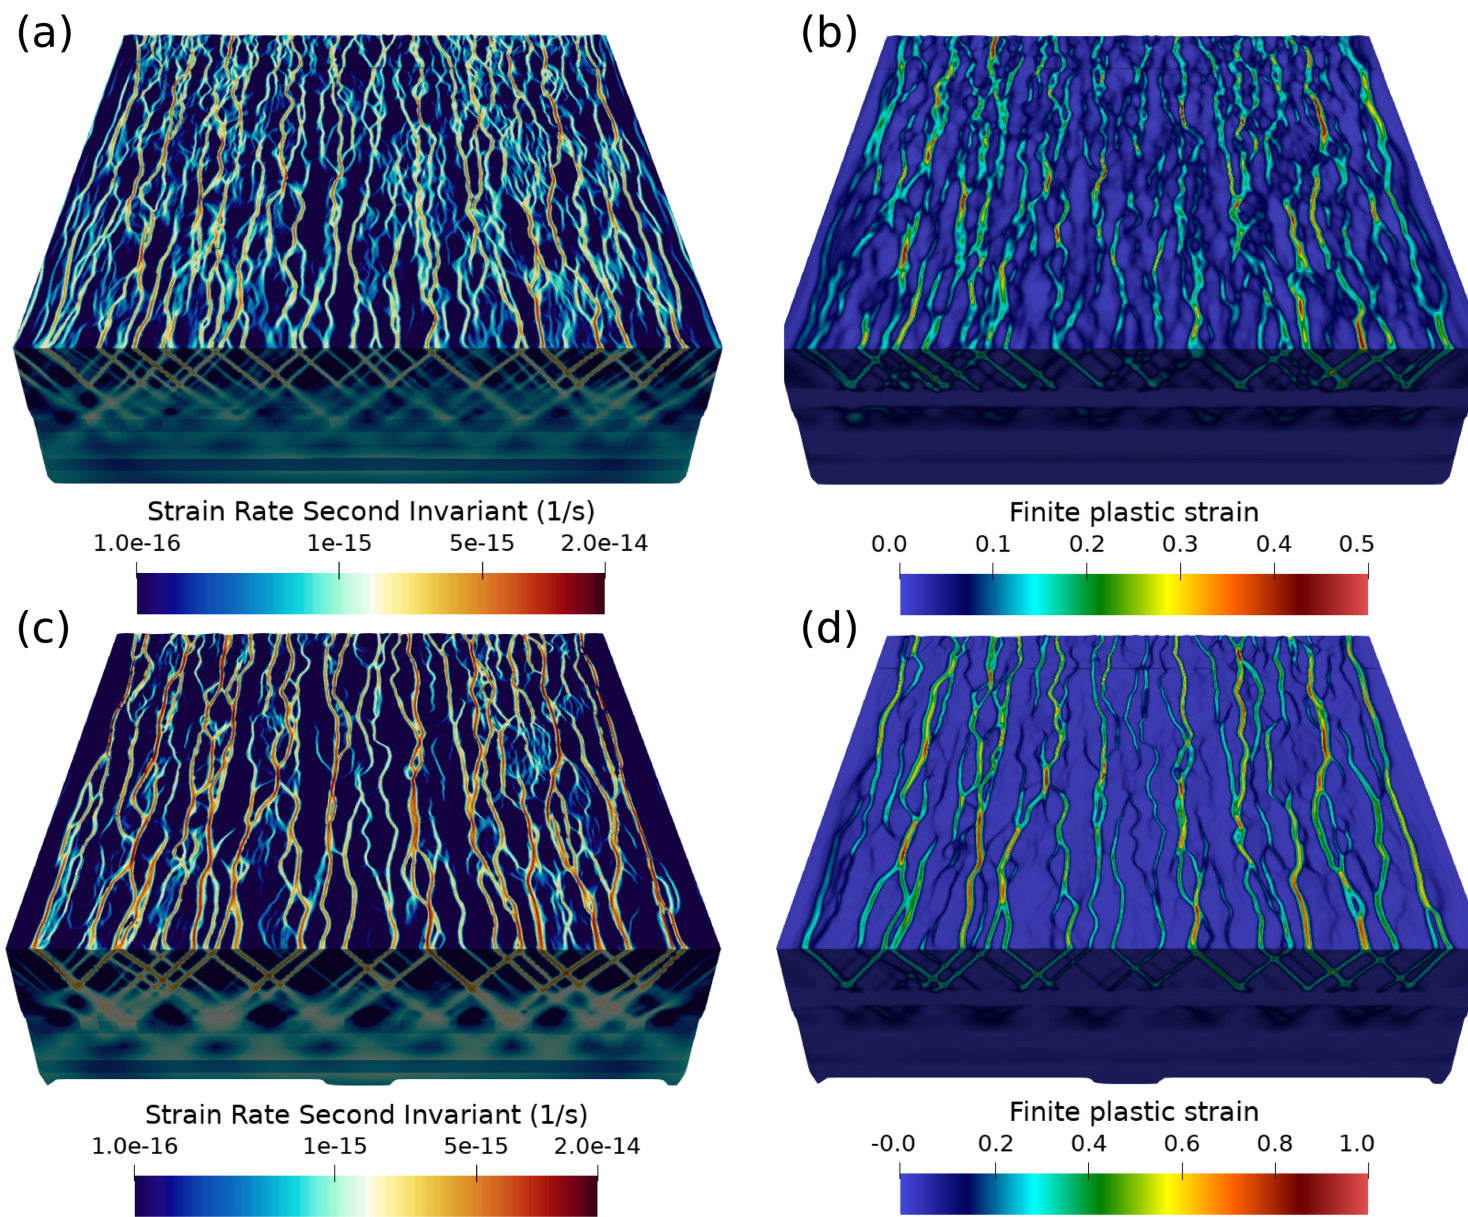 (a)
(b)
Strain Rate Second Invariant (1/s)
1.0e-16 1e-15 5e-15 2.0e-14
Finite plastic strain
0.0 0.1 0.2 0.3 0.4 0.5
(c)
(d)
Strain Rate Second Invariant (1/s)
1.0e-16 1e-15 5e-15 2.0e-14
Finite plastic strain
-0.0 0.2 0.4 0.6 0.8 1.0